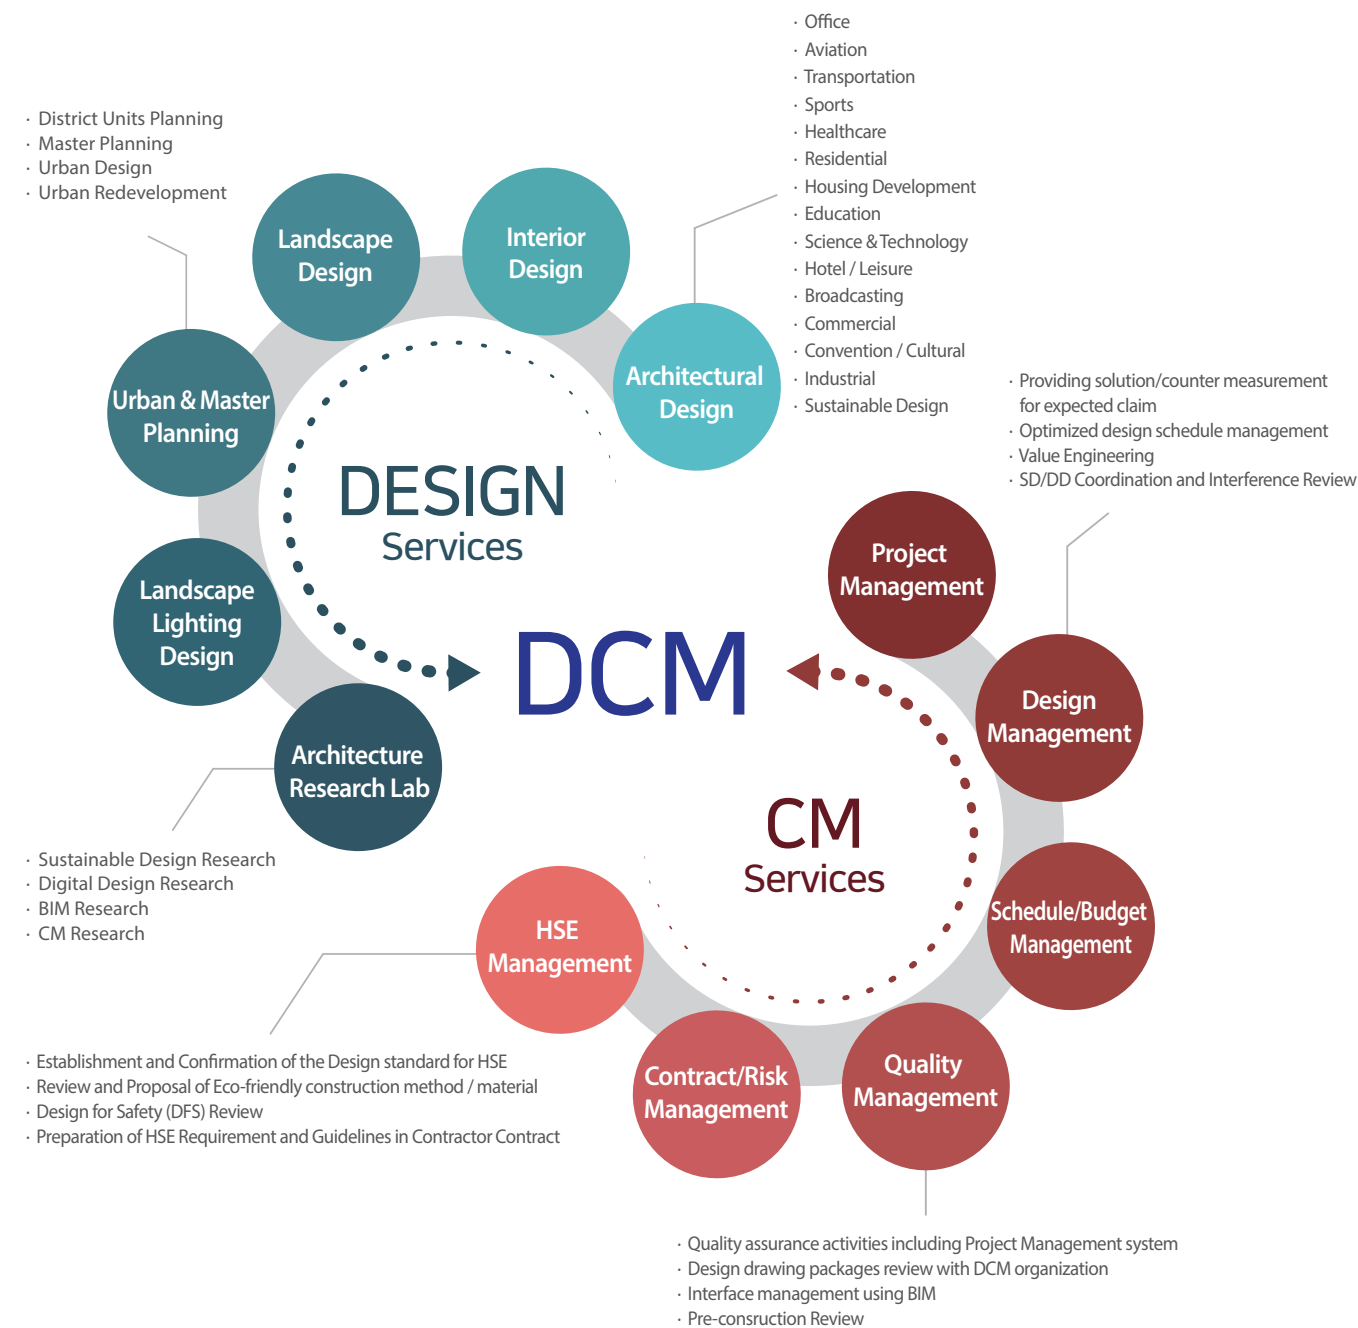 · Office
· Aviation
· Transportation
· Sports
· Healthcare
· Residential
· Housing Development
· Education
· Science & Technology
· Hotel / Leisure
· Broadcasting
· Commercial
· Convention / Cultural
· Industrial
· Sustainable Design
· District Units Planning
· Master Planning
· Urban Design
· Urban Redevelopment
Landscape
Design
Interior
Design
Architectural
Design
Urban & Master
Planning
DESIGN
Services
Landscape
Lighting
Design
Architecture
Research Lab
· Sustainable Design Research
· Digital Design Research
· BIM Research
· CM Research
DCM
· Providing solution/counter measurement
for expected claim
· Optimized design schedule management
· Value Engineering
· SD/DD Coordination and Interference Review
Project
Management
Design
Management
CM
Services
Schedule/Budget
Management
HSE
Management
Contract/Risk
Management
Quality
Management
· Establishment and Confirmation of the Design standard for HSE
· Review and Proposal of Eco-friendly construction method / material
· Design for Safety (DFS) Review
· Preparation of HSE Requirement and Guidelines in Contractor Contract
· Quality assurance activities including Project Management system
· Design drawing packages review with DCM organization
· Interface management using BIM
· Pre-consruction Review